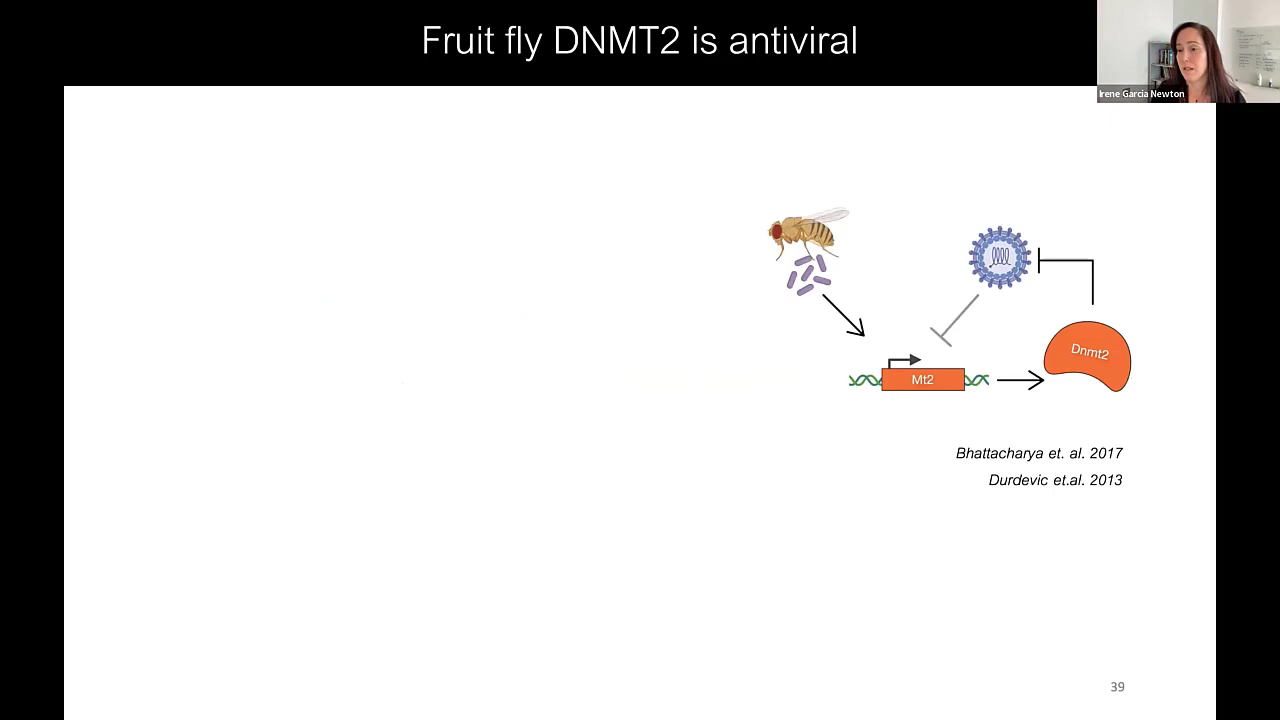 Fruit fly DNMT2 is antiviral
Irene Garcia Newton
Dnmt2
Mt2
Bhattacharya et. al. 2017
Durdevic et.al. 2013
39